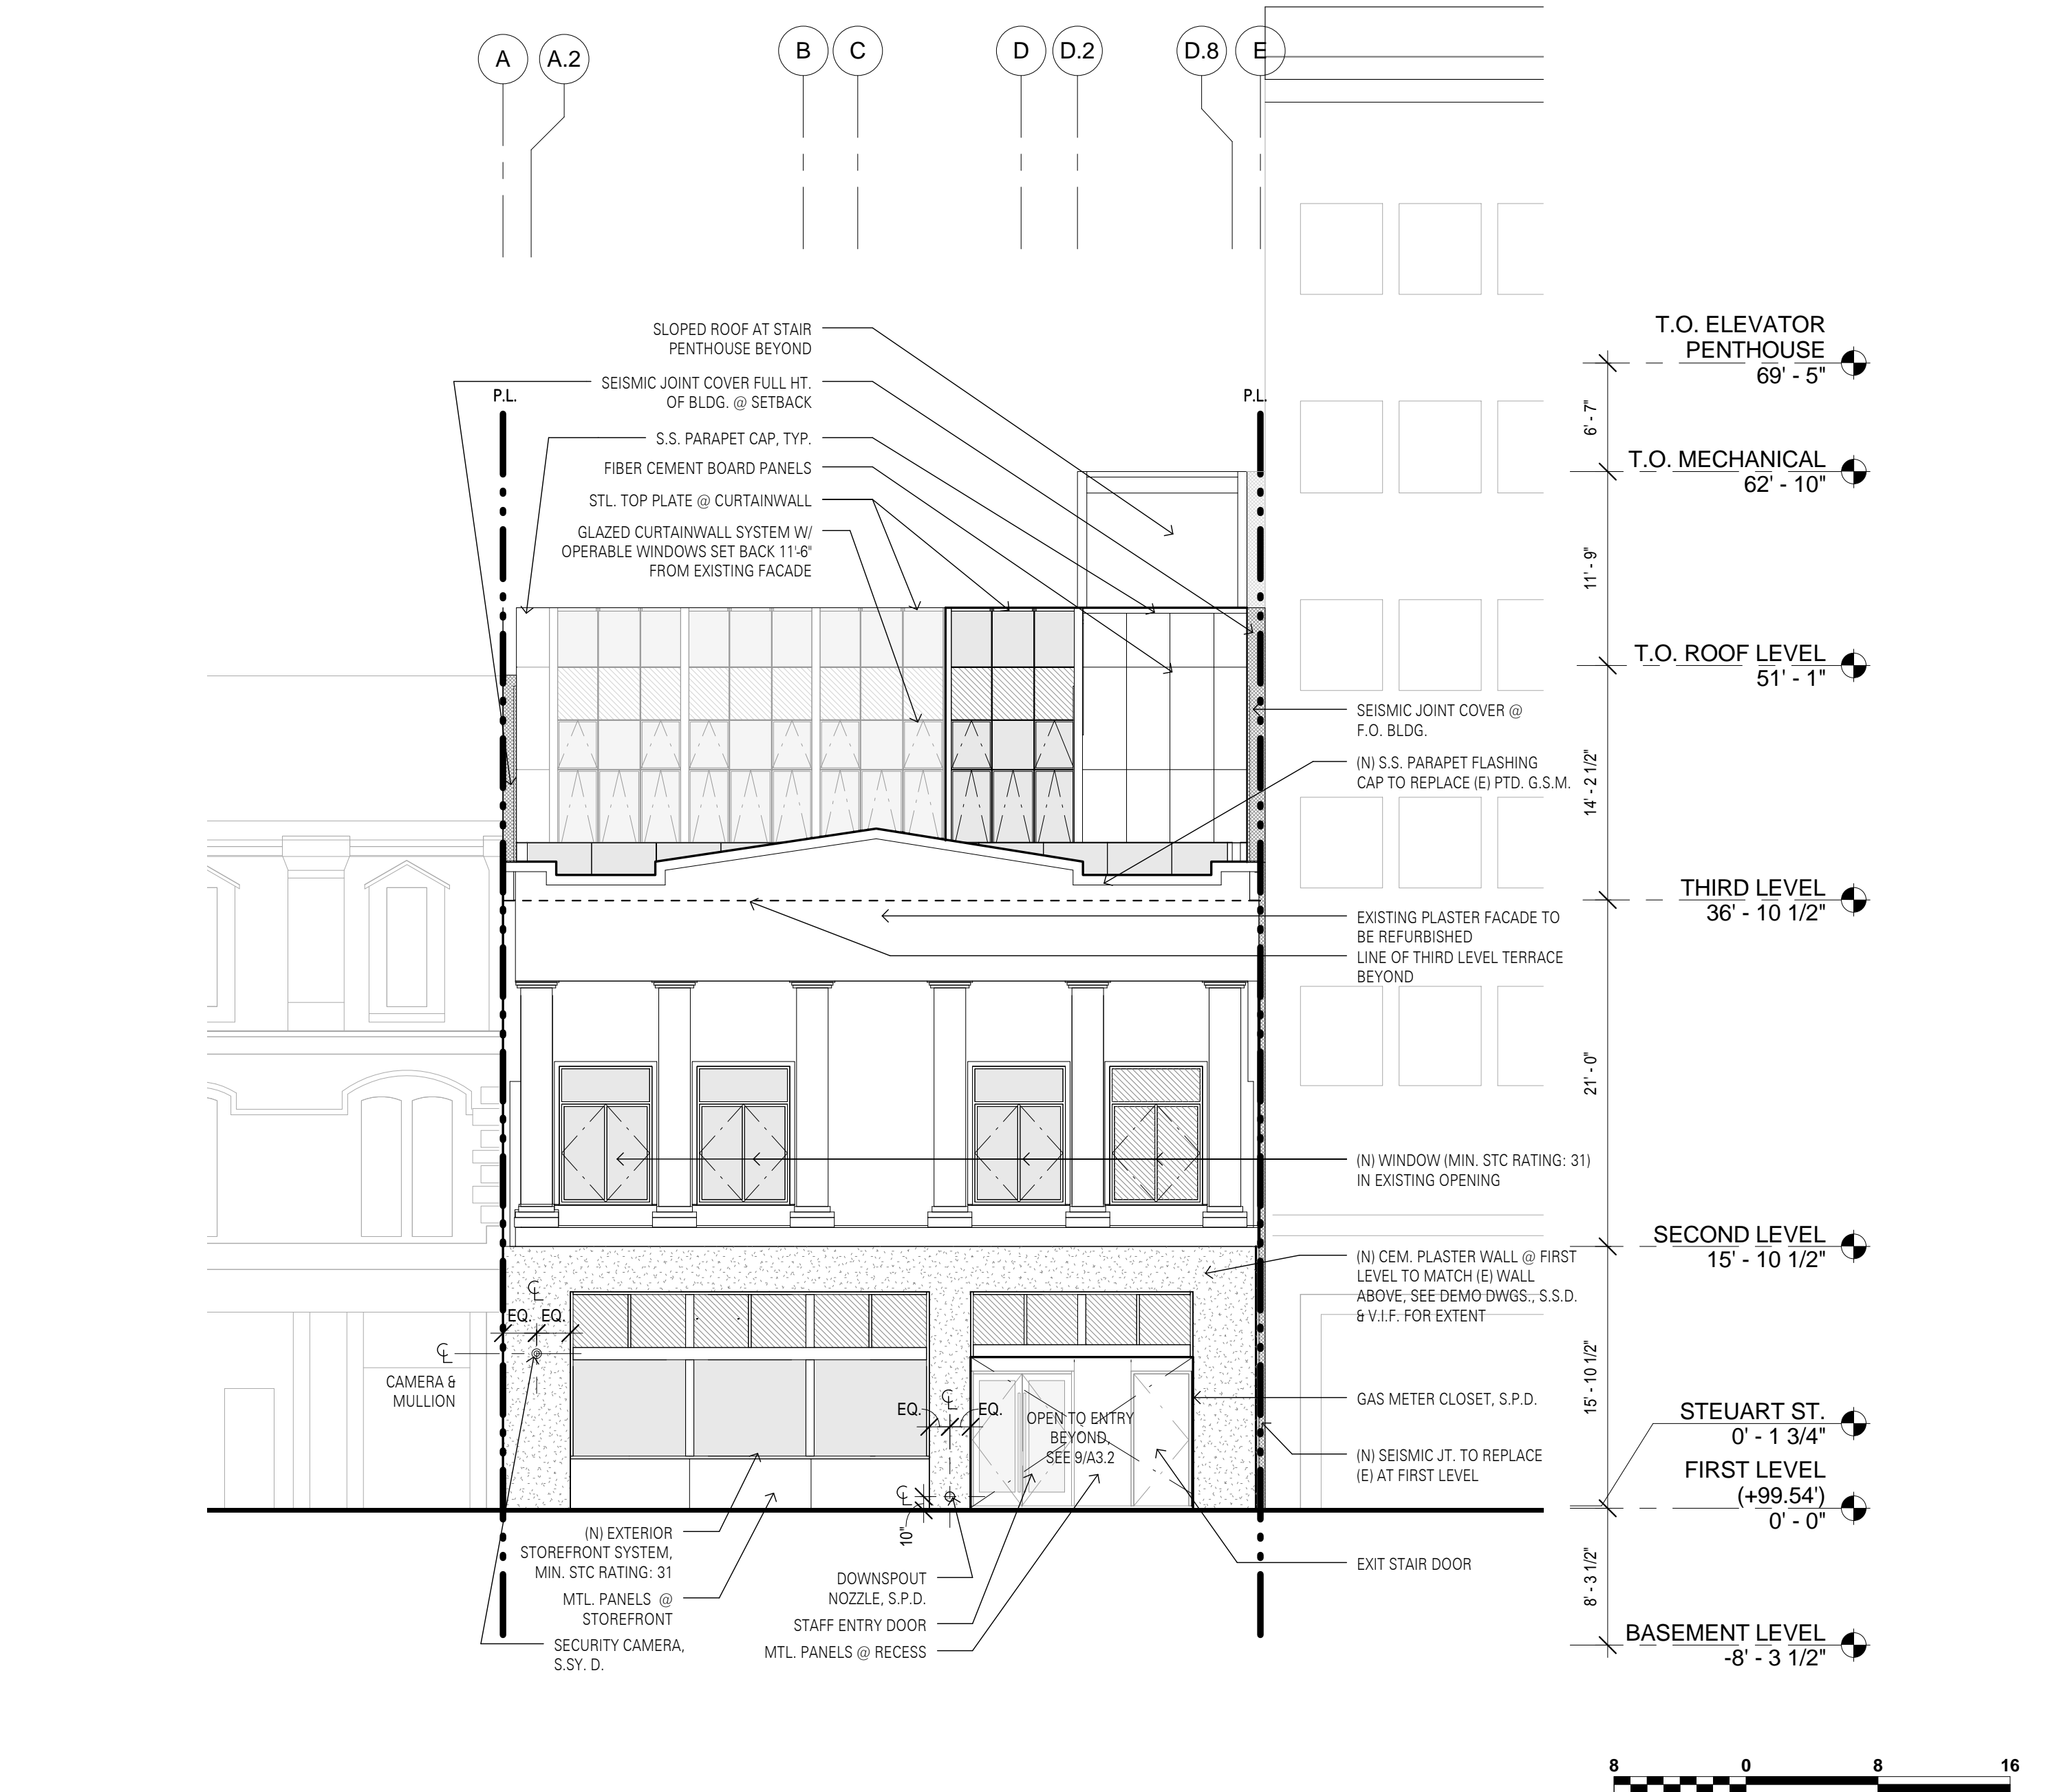 A
A.2
B
C
D
D.2
D.8
E
SLOPED ROOF AT STAIR
PENTHOUSE BEYOND
SEISMIC JOINT COVER FULL HT.
OF BLDG. @ SETBACK
P.L.
P.L.
S.S. PARAPET CAP, TYP.
FIBER CEMENT BOARD PANELS
STL. TOP PLATE @ CURTAINWALL
GLAZED CURTAINWALL SYSTEM W/
OPERABLE WINDOWS SET BACK 11'-6"
FROM EXISTING FACADE
T.O. ELEVATOR
PENTHOUSE
69' - 5"
6' - 7"
T.O. MECHANICAL
62' - 10"
11' - 9"
T.O. ROOF LEVEL
51' - 1"
SEISMIC JOINT COVER @
F.O. BLDG.
(N) S.S. PARAPET FLASHING
CAP TO REPLACE (E) PTD. G.S.M.
14' - 2 1/2"
THIRD LEVEL
36' - 10 1/2"
EXISTING PLASTER FACADE TO
BE REFURBISHED
LINE OF THIRD LEVEL TERRACE
BEYOND
21' - 0"
(N) WINDOW (MIN. STC RATING: 31)
IN EXISTING OPENING
SECOND LEVEL
15' - 10 1/2"
(N) CEM. PLASTER WALL @ FIRST
LEVEL TO MATCH (E) WALL
ABOVE, SEE DEMO DWGS., S.S.D.
& V.I.F. FOR EXTENT
CL
EQ.
EQ.
CL
CAMERA &
MULLION
15' - 10 1/2"
GAS METER CLOSET, S.P.D.
CL
EQ.
EQ.
OPEN TO ENTRY
BEYOND,
SEE 9/A3.2
STEUART ST.
0' - 1 3/4"
(N) SEISMIC JT. TO REPLACE
(E) AT FIRST LEVEL
FIRST LEVEL
(+99.54')
0' - 0"
CL
10"
(N) EXTERIOR
STOREFRONT SYSTEM,
MIN. STC RATING: 31
MTL. PANELS @
STOREFRONT
SECURITY CAMERA,
S.SY. D.
DOWNSPOUT
NOZZLE, S.P.D.
STAFF ENTRY DOOR
MTL. PANELS @ RECESS
EXIT STAIR DOOR
8' - 3 1/2"
BASEMENT LEVEL
-8' - 3 1/2"
8
0
8
16